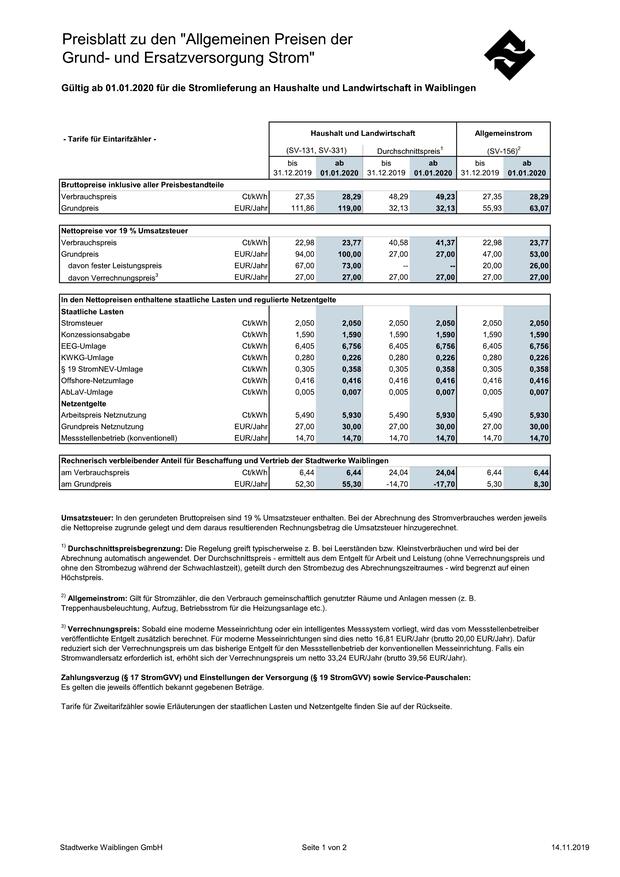 Preisblatt zu den "Allgemeinen Preisen der
Grund- und Ersatzversorgung Strom"
Gültig ab 01.01.2020 für die Stromlieferung an Haushalte und Landwirtschaft in Waiblingen
- Tarife für Eintarifzähler -
Haushalt und Landwirtschaft Allgemeinstrom
(SV-131, SV-331) Durchschnittspreis1) (SV-156)2)
bis ab bis ab bis ab
31.12.2019 01.01.2020 31.12.2019 01.01.2020 31.12.2019 01.01.2020
Bruttopreise inklusive aller Preisbestandteile
Verbrauchspreis Ct/kWh 27,35 28,29 48,29 49,23 27,35 28,29
Grundpreis EUR/Jahr 111,86 119,00 32,13 32,13 55,93 63,07
Nettopreise vor 19 % Umsatzsteuer
Verbrauchspreis Ct/kWh 22,98 23,77 40,58 41,37 22,98 23,77
Grundpreis EUR/Jahr 94,00 100,00 27,00 27,00 47,00 53,00
davon fester Leistungspreis EUR/Jahr 67,00 73,00 -- -- 20,00 26,00
davon Verrechnungspreis3) EUR/Jahr 27,00 27,00 27,00 27,00 27,00 27,00
In den Nettopreisen enthaltene staatliche Lasten und regulierte Netzentgelte
Staatliche Lasten
Stromsteuer Ct/kWh 2,050 2,050 2,050 2,050 2,050 2,050
Konzessionsabgabe Ct/kWh 1,590 1,590 1,590 1,590 1,590 1,590
EEG-Umlage Ct/kWh 6,405 6,756 6,405 6,756 6,405 6,756
KWKG-Umlage Ct/kWh 0,280 0,226 0,280 0,226 0,280 0,226
§ 19 StromNEV-Umlage Ct/kWh 0,305 0,358 0,305 0,358 0,305 0,358
Offshore-Netzumlage Ct/kWh 0,416 0,416 0,416 0,416 0,416 0,416
AbLaV-Umlage Ct/kWh 0,005 0,007 0,005 0,007 0,005 0,007
Netzentgelte
Arbeitspreis Netznutzung Ct/kWh 5,490 5,930 5,490 5,930 5,490 5,930
Grundpreis Netznutzung EUR/Jahr 27,00 30,00 27,00 30,00 27,00 30,00
Messstellenbetrieb (konventionell) EUR/Jahr 14,70 14,70 14,70 14,70 14,70 14,70
Rechnerisch verbleibender Anteil für Beschaffung und Vertrieb der Stadtwerke Waiblingen
am Verbrauchspreis Ct/kWh 6,44 6,44 24,04 24,04 6,44 6,44
am Grundpreis EUR/Jahr 52,30 55,30 -14,70 -17,70 5,30 8,30
Umsatzsteuer: In den gerundeten Bruttopreisen sind 19 % Umsatzsteuer enthalten. Bei der Abrechnung des Stromverbrauches werden jeweils
die Nettopreise zugrunde gelegt und dem daraus resultierenden Rechnungsbetrag die Umsatzsteuer hinzugerechnet.
1) Durchschnittspreisbegrenzung: Die Regelung greift typischerweise z. B. bei Leerständen bzw. Kleinstverbräuchen und wird bei der
Abrechnung automatisch angewendet. Der Durchschnittspreis - ermittelt aus dem Entgelt für Arbeit und Leistung (ohne Verrechnungspreis und
ohne den Strombezug während der Schwachlastzeit), geteilt durch den Strombezug des Abrechnungszeitraumes - wird begrenzt auf einen
Höchstpreis.
2) Allgemeinstrom: Gilt für Stromzähler, die den Verbrauch gemeinschaftlich genutzter Räume und Anlagen messen (z. B.
Treppenhausbeleuchtung, Aufzug, Betriebsstrom für die Heizungsanlage etc.).
3) Verrechnungspreis: Sobald eine moderne Messeinrichtung oder ein intelligentes Messsystem vorliegt, wird das vom Messstellenbetreiber
veröffentlichte Entgelt zusätzlich berechnet. Für moderne Messeinrichtungen sind dies netto 16,81 EUR/Jahr (brutto 20,00 EUR/Jahr). Dafür
reduziert sich der Verrechnungspreis um das bisherige Entgelt für den Messstellenbetrieb der konventionellen Messeinrichtung. Falls ein
Stromwandlersatz erforderlich ist, erhöht sich der Verrechnungspreis um netto 33,24 EUR/Jahr (brutto 39,56 EUR/Jahr).
Zahlungsverzug (§ 17 StromGVV) und Einstellungen der Versorgung (§ 19 StromGVV) sowie Service-Pauschalen:
Es gelten die jeweils öffentlich bekannt gegebenen Beträge.
Tarife für Zweitarifzähler sowie Erläuterungen der staatlichen Lasten und Netzentgelte finden Sie auf der Rückseite.
Stadtwerke Waiblingen GmbH Seite 1 von 2 14.11.2019